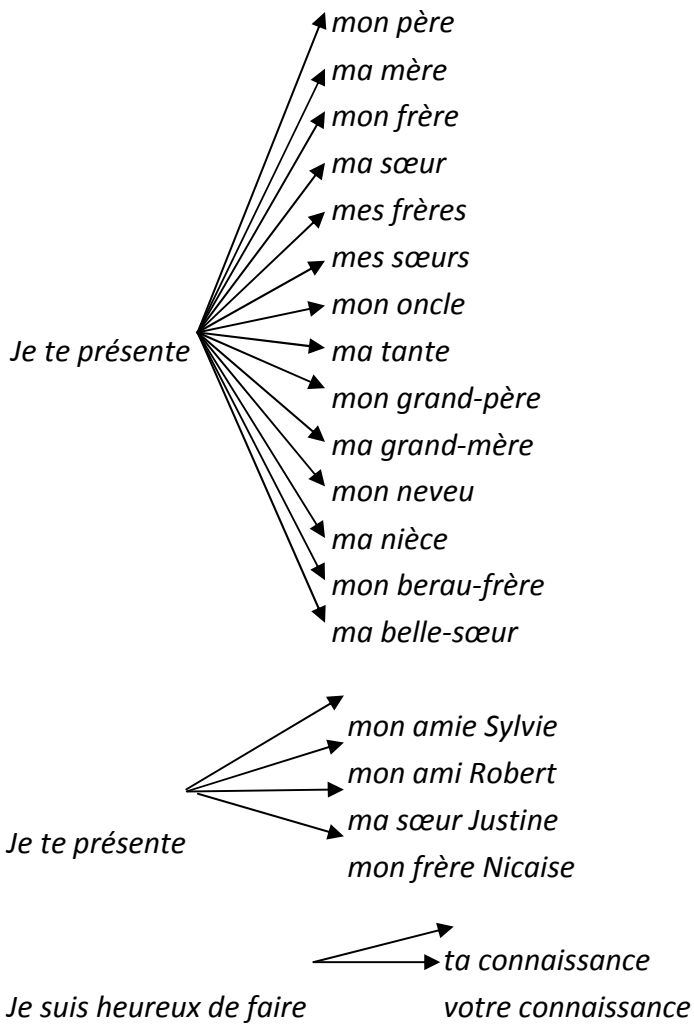 mon père
ma mère
mon frère
ma sœur
mes frères
mes sœurs
mon oncle
Je te présente ma tante
mon grand-père
ma grand-mère
mon neveu
ma nièce
mon berau-frère
ma belle-sœur
mon amie Sylvie
mon ami Robert
ma sœur Justine
Je te présente
mon frère Nicaise
ta connaissance
Je suis heureux de faire votre connaissance